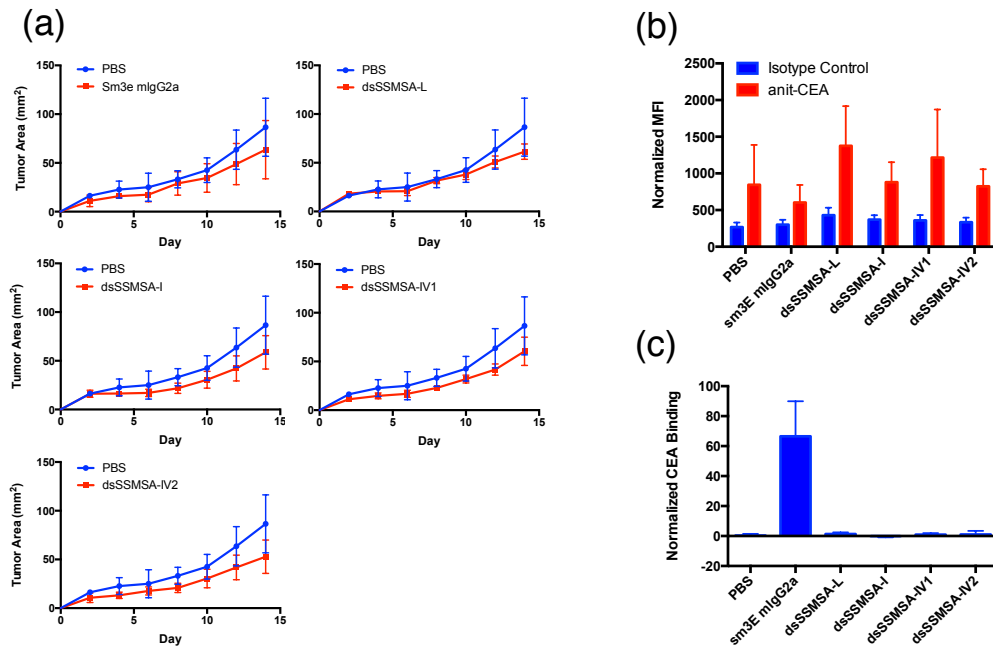 (a)
Tumor Area (mm2)
150
100
50
0
PBS
Sm3e mIgG2a
0 5 10 15
Day
150
100
50
0
PBS
dsSSMSA-L
0 5 10 15
Day
Tumor Area (mm2)
150
100
50
0
PBS
dsSMSA-I
0 5 10 15
Day
150
100
50
0
PBS
dsSSMSA-IV1
0 5 10 15
Day
Tumor Area (mm2)
150
100
50
0
PBS
dsSSMSA-IV2
0 5 10 15
Day
(b)
Normalized MFI
2500
2000
1500
1000
500
0
Isotype Control
anit-CEA
PBS
sm3E mIgG2a
dsSSMSA-L
dsSSMSA-I
dsSSMSA-IV1
dsSSMSA-IV2
(c)
Normalized CEA Binding
100
80
60
40
20
0
-20
PBS
sm3E mIgG2a
dsSSMSA-L
dsSSMSA-I
dsSSMSA-IV1
dsSSMSA-IV2